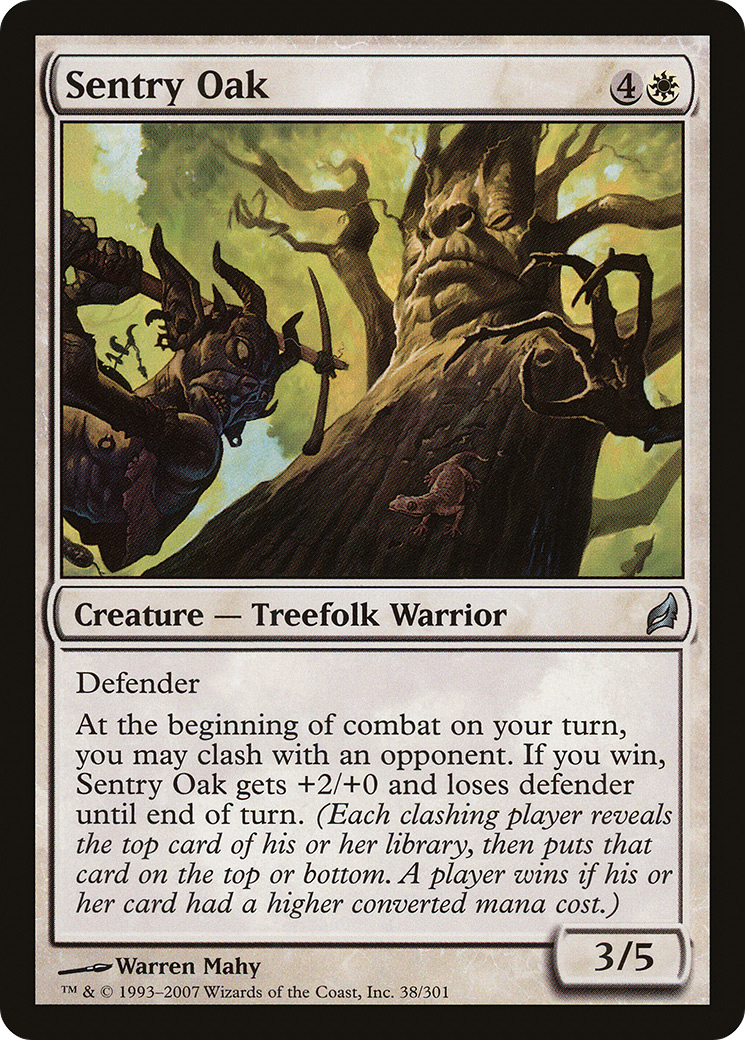 Sentry Oak 4
Creature — Treefolk Warrior
Defender
At the beginning of combat on your turn,
you may clash with an opponent. If you win,
Sentry Oak gets +2/+0 and loses defender
until end of turn. (Each clashing player reveals
the top card of his or her library, then puts that
card on the top or bottom. A player wins if his or
her card had a higher converted mana cost.)
3/5
Warren Mahy
™ & © 1993–2007 Wizards of the Coast, Inc. 38/301